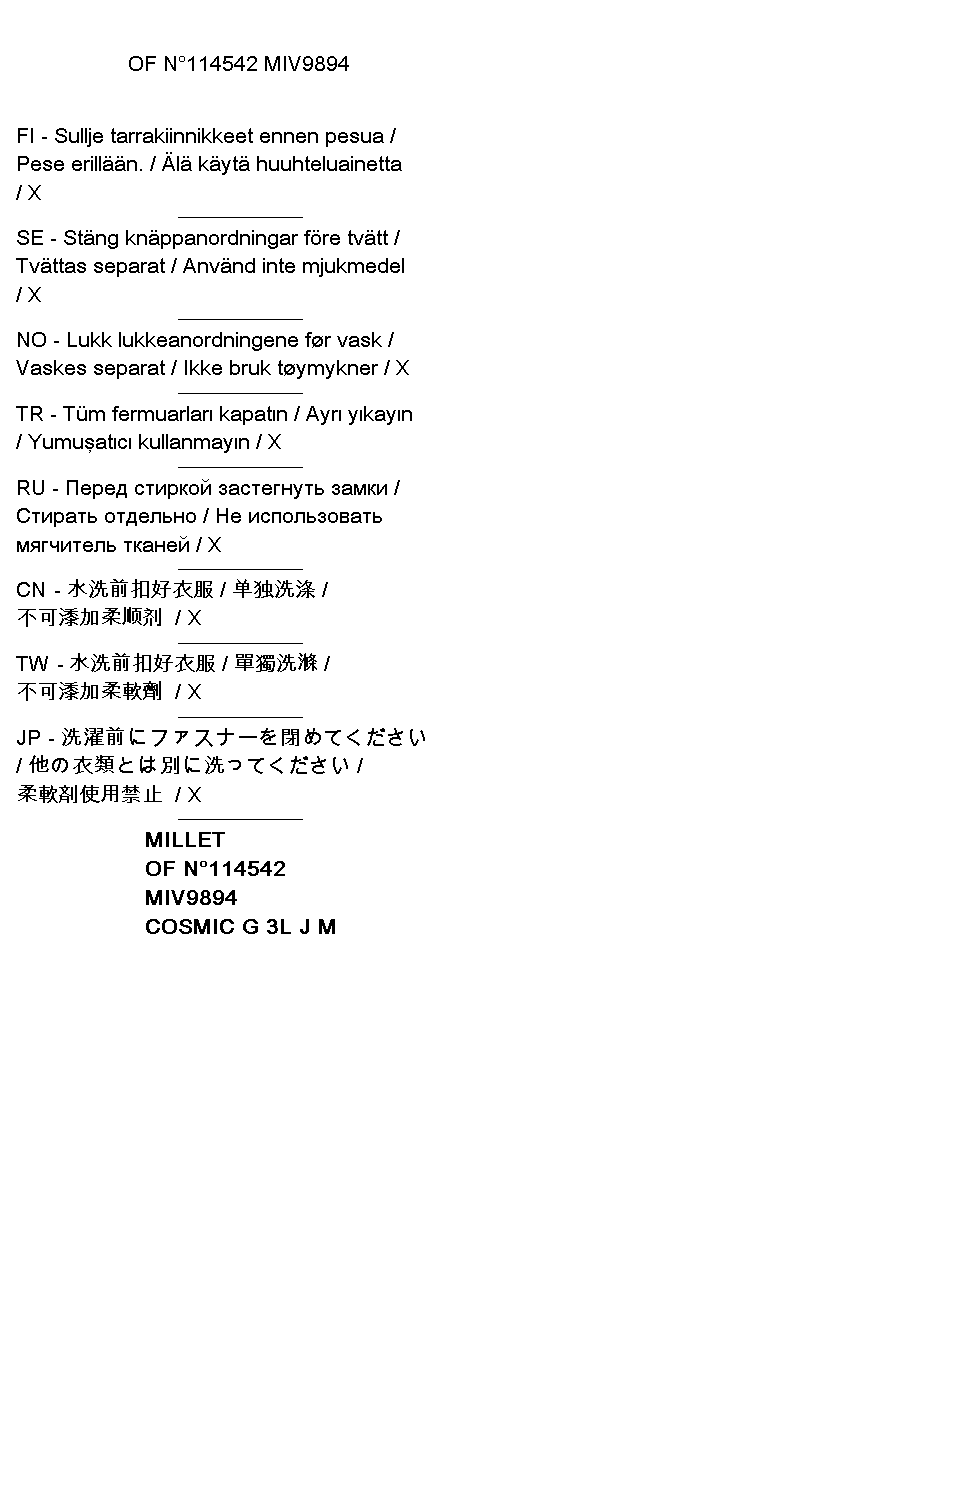 OF N°114542 MIV9894
FI - Sullje tarrakiinnikkeet ennen pesua /
Pese erillään. / Älä käytä huuhteluainetta
/ X
SE - Stäng knäppanordningar före tvätt /
Tvättas separat / Använd inte mjukmedel
/ X
NO - Lukk lukkeanordningene før vask /
Vaskes separat / Ikke bruk tøymykner / X
TR - Tüm fermuarları kapatın / Ayrı yıkayın
/ Yumuşatıcı kullanmayın / X
RU - Перед стиркой застегнуть замки /
Стирать отдельно / Не использовать
мягчитель тканей / X
CN - 水洗前扣好衣服 / 单独洗涤 /
不可添加柔顺剂 / X
TW - 水洗前扣好衣服 / 單獨洗滌 /
不可添加柔軟劑 / X
JP - 洗濯前にファスナーを閉めてください
/ 他の衣類とは別に洗ってください /
柔軟剤使用禁止 / X
MILLET
OF N°114542
MIV9894
COSMIC G 3L J M